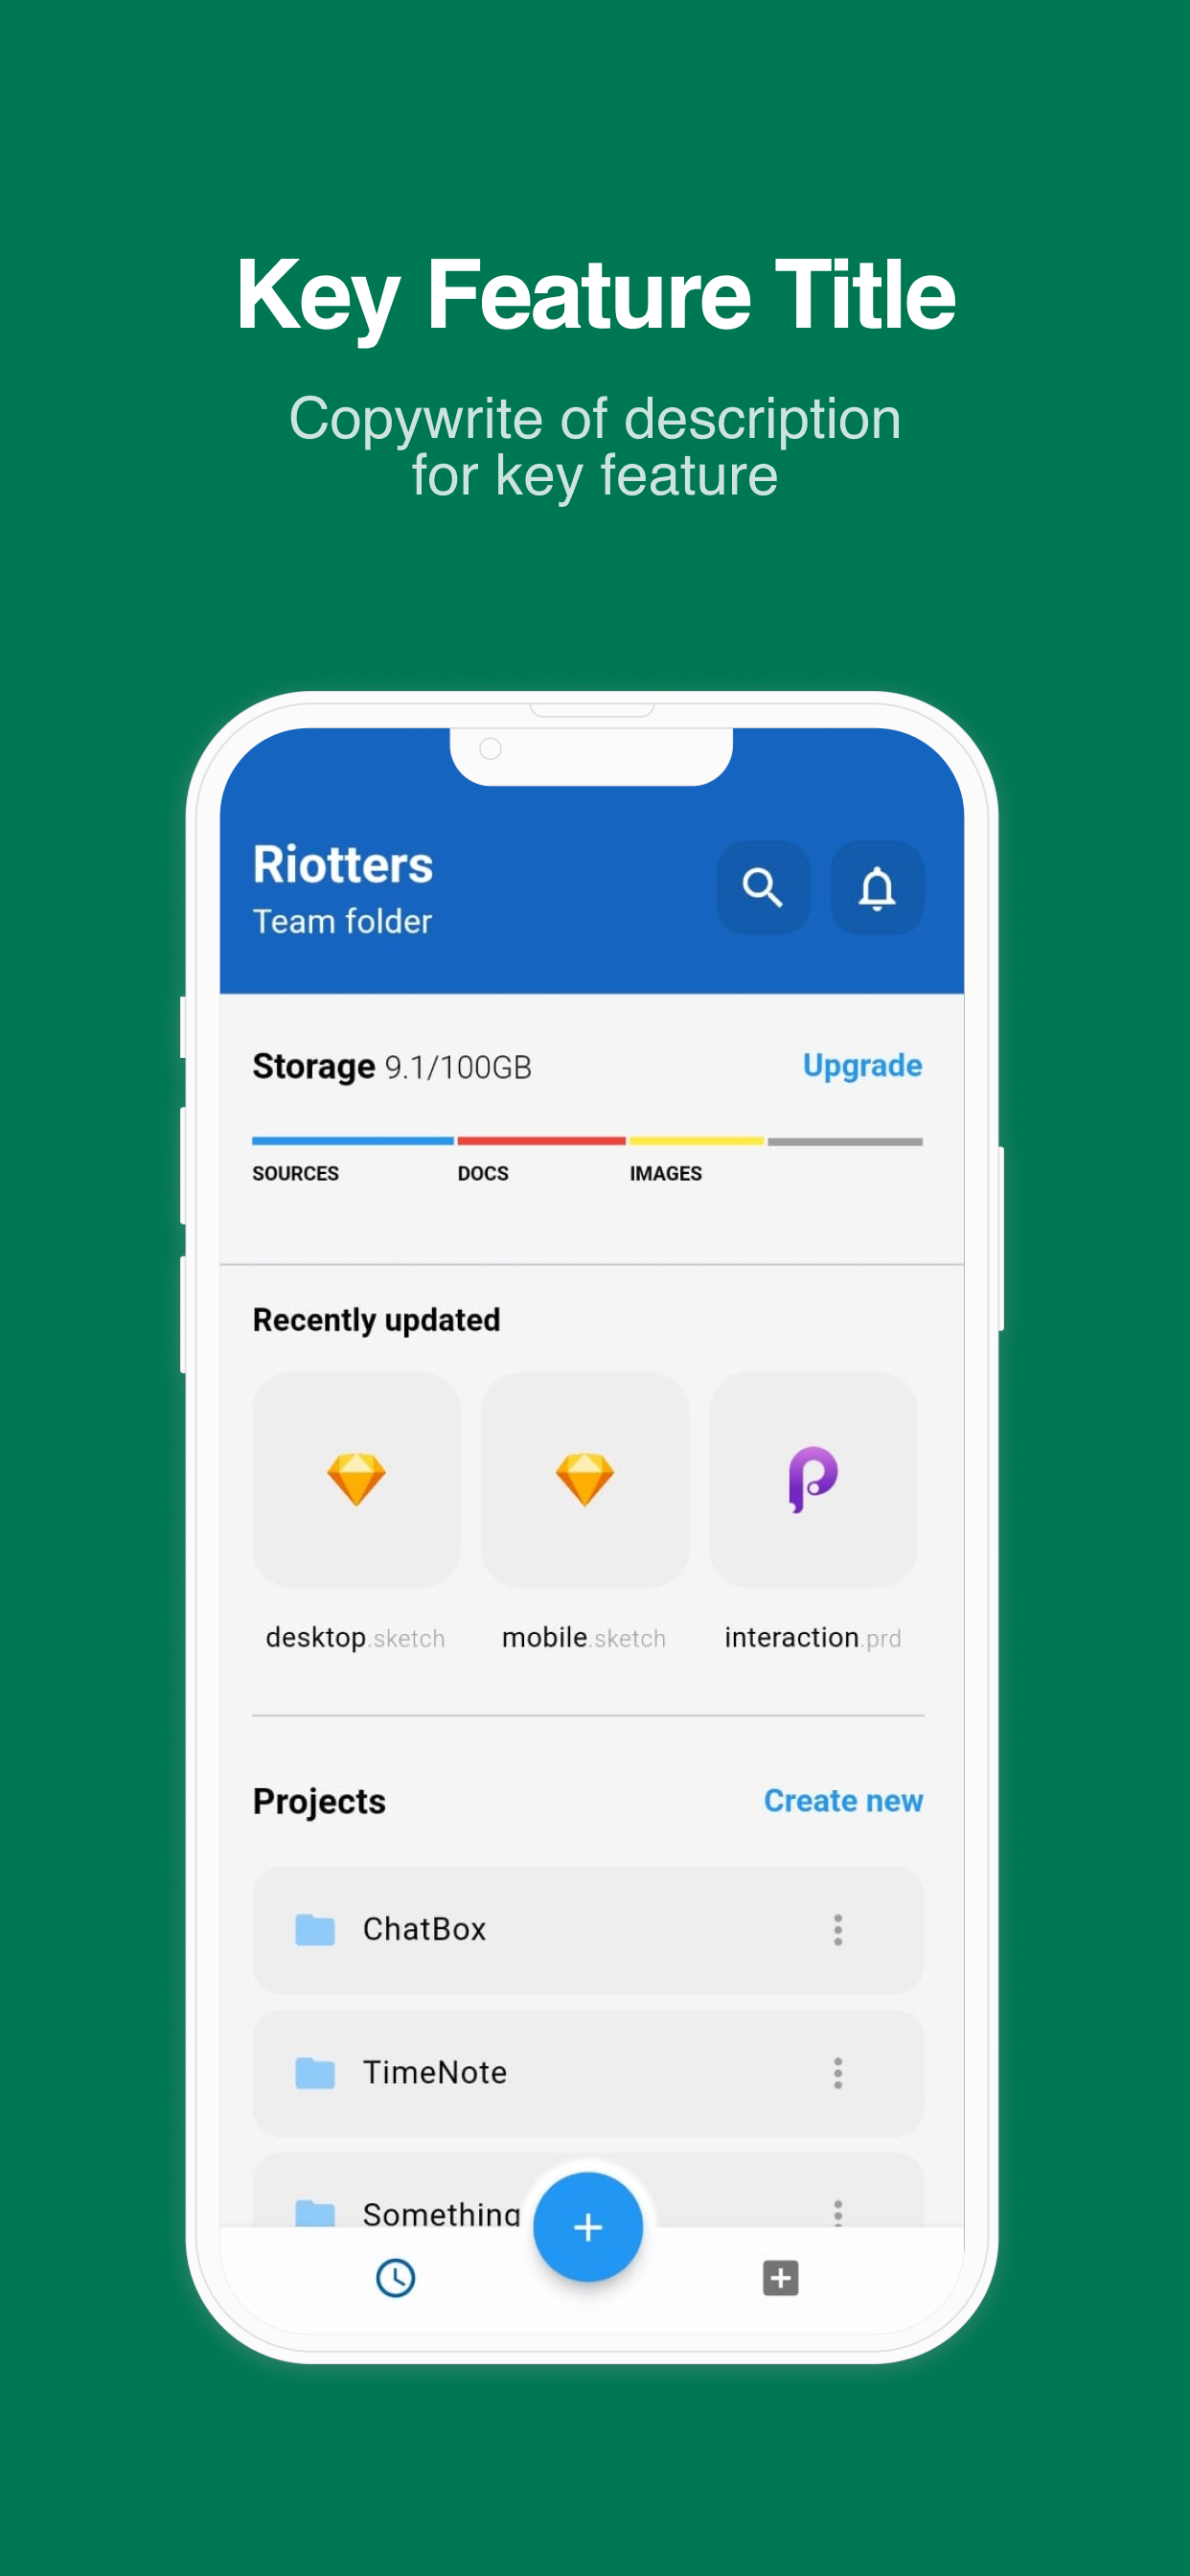 Key Feature Title
Copywrite of description
for key feature
Riotters
Team folder
Storage 9.1/100GB
Upgrade
SOURCES DOCS IMAGES
Recently updated
desktop.sketch mobile.sketch interaction.prd
Projects
Create new
ChatBox
TimeNote
Something